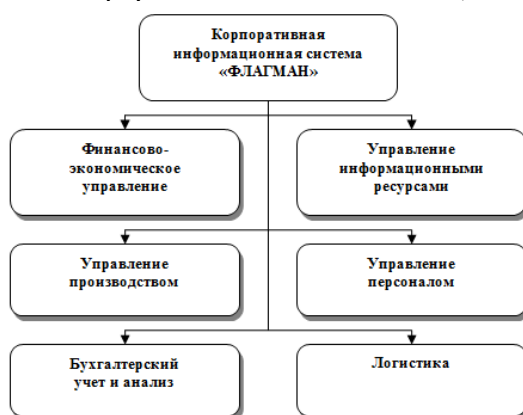 Корпоративная
информационная система
«ФЛАГМАН»
Финансово-
экономическое
управление
Управление
информационными
ресурсами
Управление
производством
Управление
персоналом
Бухгалтерский
учет и анализ
Логистика